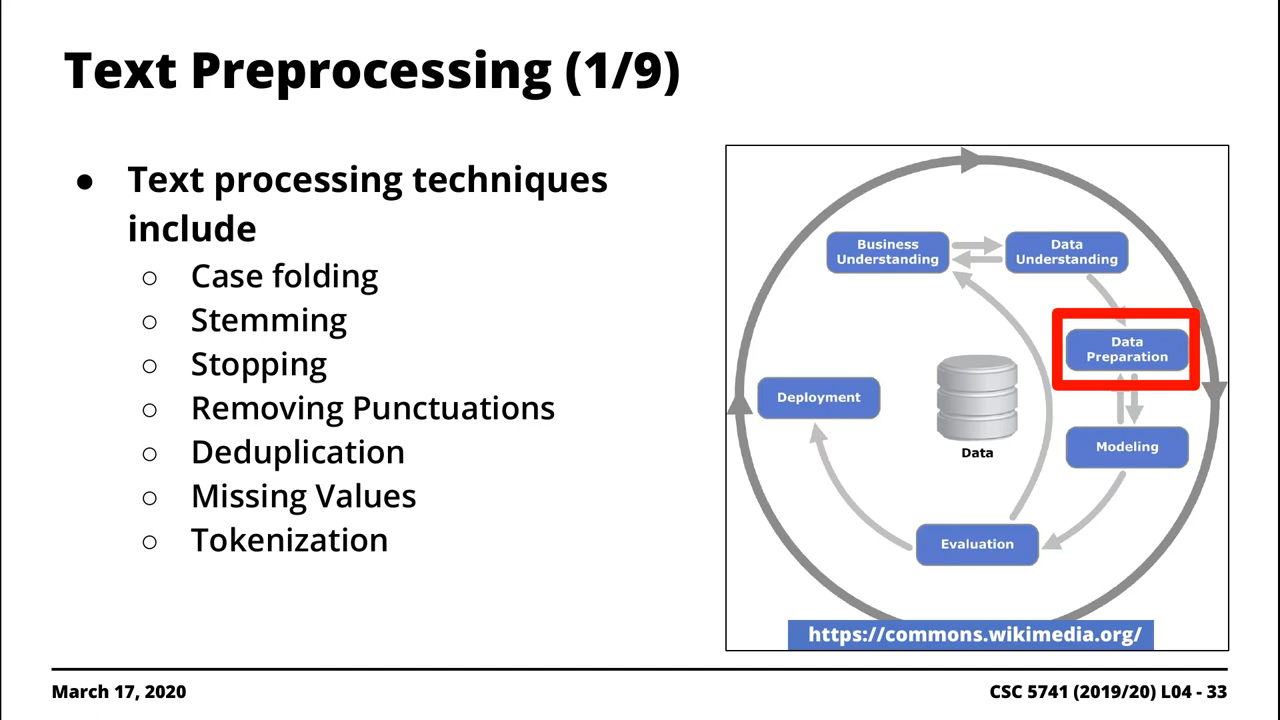 Text Preprocessing (1/9)
● Text processing techniques
include
○ Case folding
○ Stemming
○ Stopping
○ Removing Punctuations
○ Deduplication
○ Missing Values
○ Tokenization
Business
Understanding
Data
Understanding
Data
Preparation
Deployment
Data
Modeling
Evaluation
https://commons.wikimedia.org/
March 17, 2020
CSC 5741 (2019/20) L04 - 33